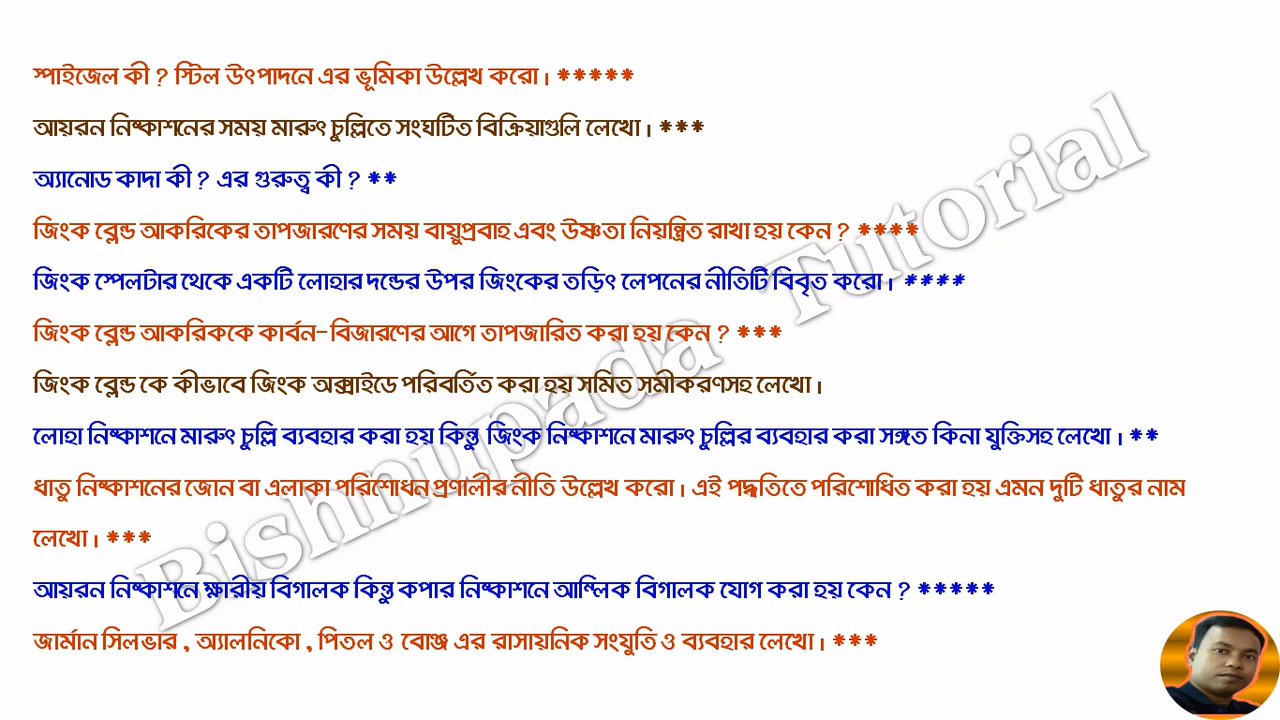 স্পাইজেল কী ? স্টিল উৎপাদনে এর ভূমিকা উল্লেখ করো । *****
আয়রন নিষ্কাশনের সময় মারুৎ চুল্লিতে সংঘটিত বিক্রিয়াগুলি লেখো । ***
অ্যানোড কাদা কী ? এর গুরুত্ব কী ? **
জিংক ব্লেন্ড আকরিকের তাপজারণের সময় বায়ুপ্রবাহ এবং উষ্ণতা নিয়ন্ত্রিত রাখা হয় কেন ? ****
জিংক স্পেলটার থেকে একটি লোহার দন্ডের উপর জিংকের তড়িৎ লেপনের নীতিটি বিবৃত করো । ****
জিংক ব্লেন্ড আকরিককে কার্বন-বিজারণের আগে তাপজারিত করা হয় কেন ? ***
জিংক ব্লেন্ড কে কীভাবে জিংক অক্সাইডে পরিবর্তিত করা হয় সমিত সমীকরণসহ লেখো ।
লোহা নিষ্কাশনে মারুৎ চুল্লি ব্যবহার করা হয় কিন্তু জিংক নিষ্কাশনে মারুৎ চুল্লির ব্যবহার করা সঙ্গত কিনা যুক্তিসহ লেখো । **
ধাতু নিষ্কাশনের জোন বা এলাকা পরিশোধন প্রণালীর নীতি উল্লেখ করো । এই পদ্ধতিতে পরিশোধিত করা হয় এমন দুটি ধাতুর নাম
লেখো । ***
আয়রন নিষ্কাশনে ক্ষারীয় বিগালক কিন্তু কপার নিষ্কাশনে আম্লিক বিগালক যোগ করা হয় কেন ? *****
জার্মান সিলভার , অ্যালনিকো , পিতল ও বোঞ্জ এর রাসায়নিক সংযুতি ও ব্যবহার লেখো । ***
Bishnupada Tutorial